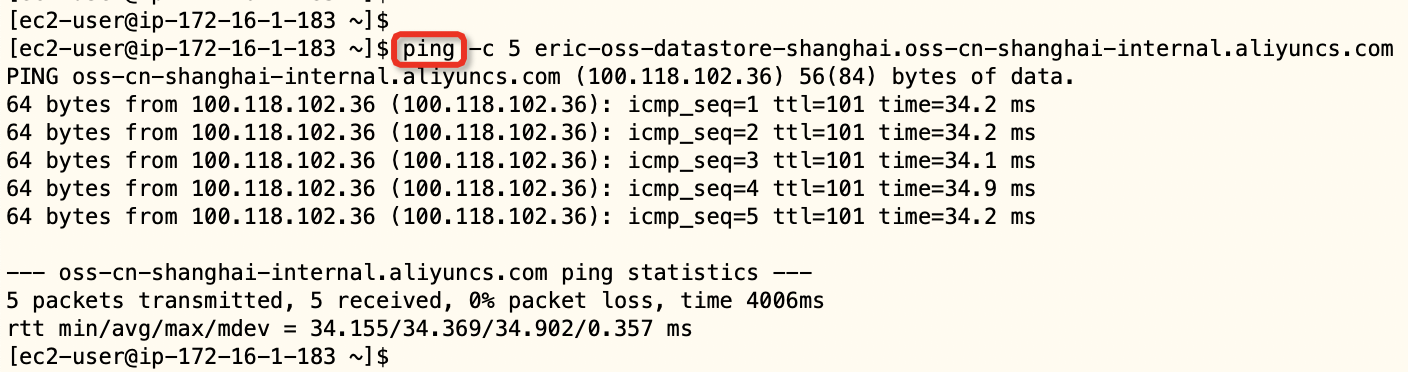 [ec2-user@ip-172-16-1-183 ~]$
[ec2-user@ip-172-16-1-183 ~]$ ping -c 5 eric-oss-datastore-shanghai.oss-cn-shanghai-internal.aliyuncs.com
PING oss-cn-shanghai-internal.aliyuncs.com (100.118.102.36) 56(84) bytes of data.
64 bytes from 100.118.102.36 (100.118.102.36): icmp_seq=1 ttl=101 time=34.2 ms
64 bytes from 100.118.102.36 (100.118.102.36): icmp_seq=2 ttl=101 time=34.2 ms
64 bytes from 100.118.102.36 (100.118.102.36): icmp_seq=3 ttl=101 time=34.1 ms
64 bytes from 100.118.102.36 (100.118.102.36): icmp_seq=4 ttl=101 time=34.9 ms
64 bytes from 100.118.102.36 (100.118.102.36): icmp_seq=5 ttl=101 time=34.2 ms
--- oss-cn-shanghai-internal.aliyuncs.com ping statistics ---
5 packets transmitted, 5 received, 0% packet loss, time 4006ms
rtt min/avg/max/mdev = 34.155/34.369/34.902/0.357 ms
[ec2-user@ip-172-16-1-183 ~]$